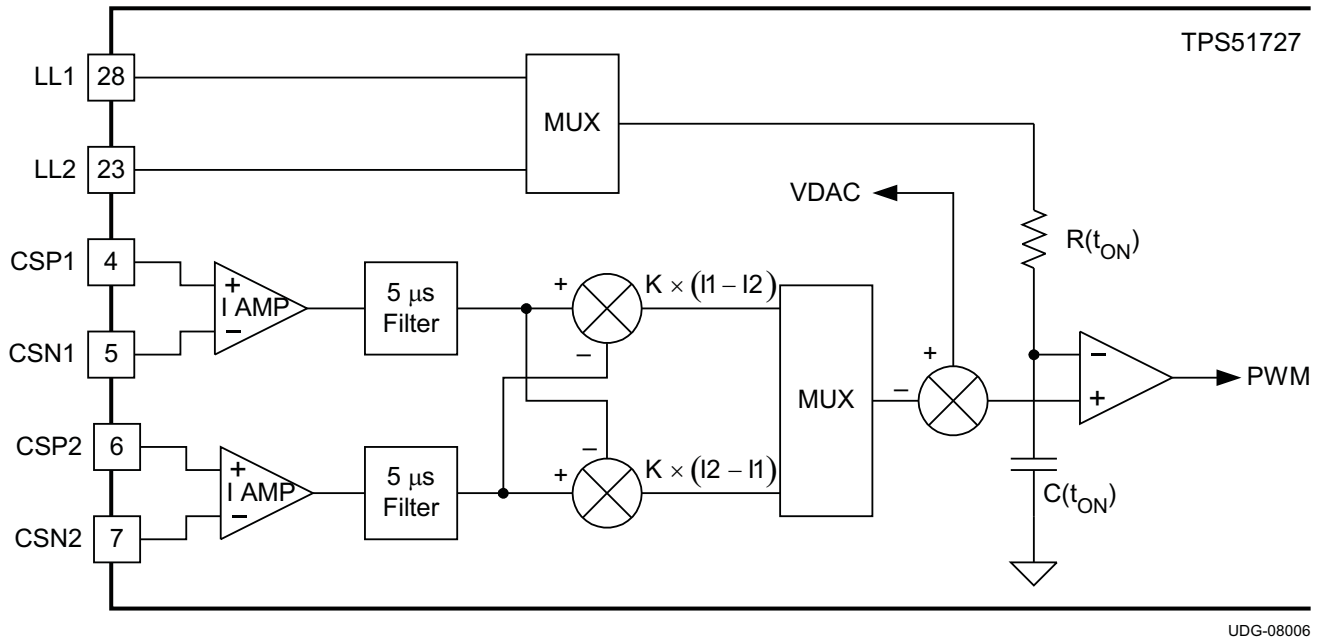 TPS51727
LL1 28
MUX
LL2 23
VDAC
R(tON)
CSP1 4
+
I AMP
−
5 μs
Filter
+
−
K × (I1 − I2)
CSN1 5
MUX
+
−
−
+
PWM
CSP2 6
+
I AMP
−
5 μs
Filter
−
+
K × (I2 − I1)
C(tON)
CSN2 7
UDG-08006